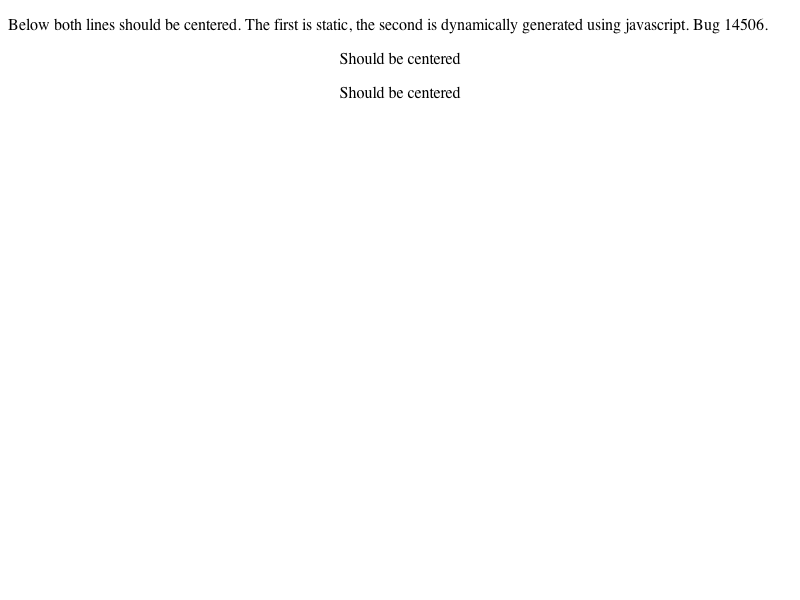 Below both lines should be centered. The first is static, the second is dynamically generated using javascript. Bug 14506.
Should be centered
Should be centered